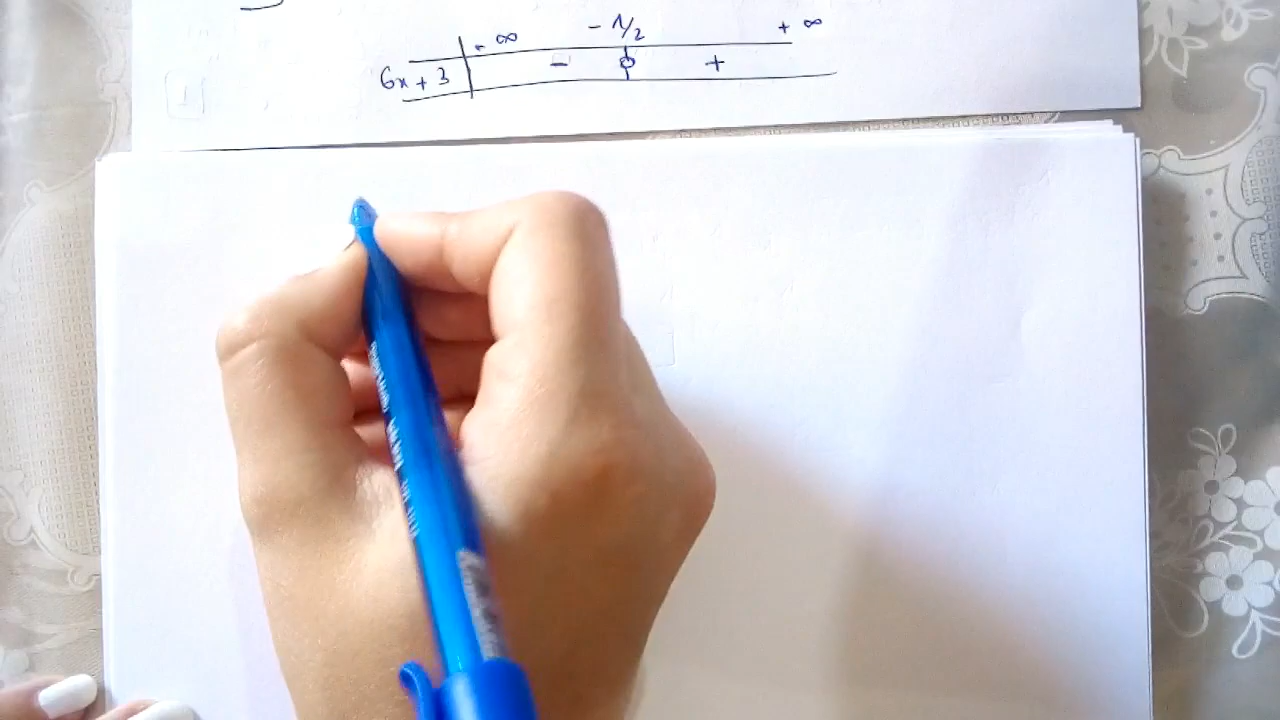 - ∞ - 1/2 + ∞
6x + 3 - 0 +